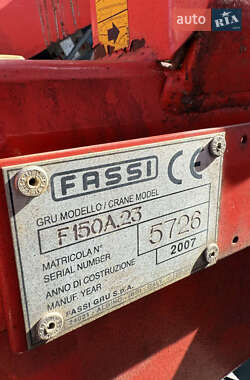 auto RIA
FASSI CE
GRU MODELLO / CRANE MODEL
F150A.23
MATRICOLA N°
SERIAL NUMBER
5726
ANNO DI COSTRUZIONE
MANUF. YEAR
2007
FASSI GRU S.P.A.
ALBINO